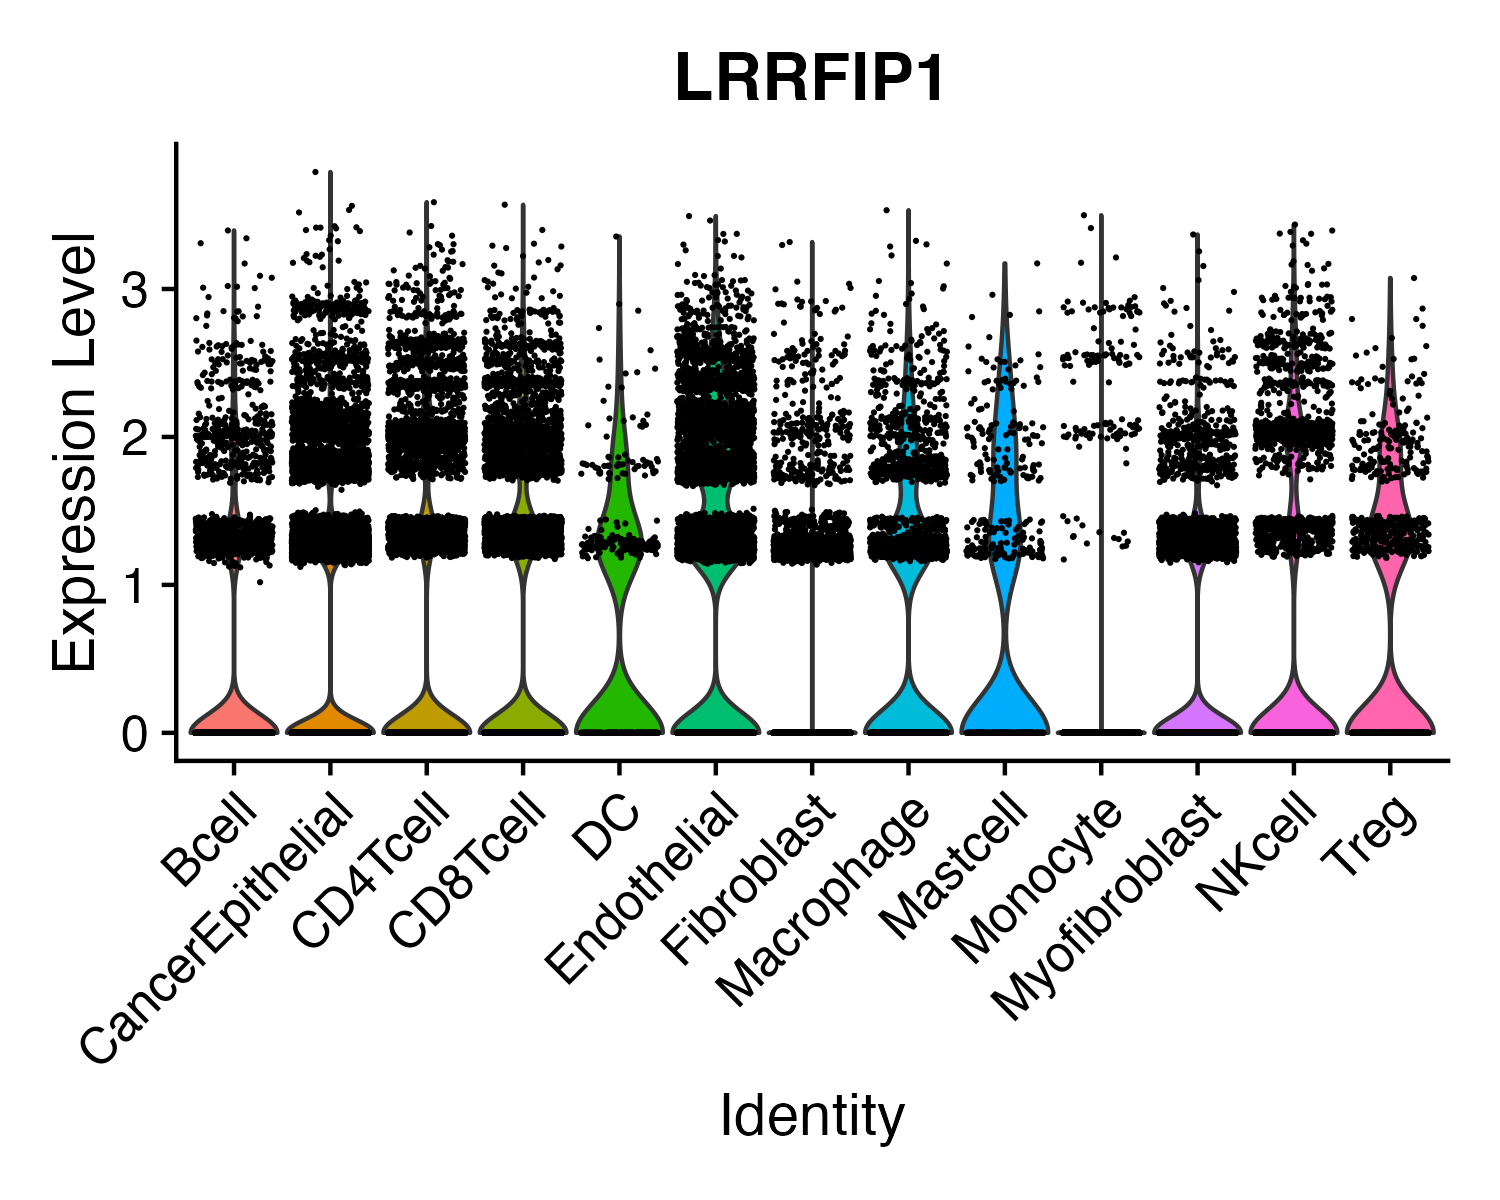 LRRFIP1
Expression Level
3
2
1
0
Bcell
CancerEpithelial
CD4Tcell
CD8Tcell
DC
Endothelial
Fibroblast
Macrophage
Mastcell
Monocyte
Myofibroblast
NKcell
Treg
Identity